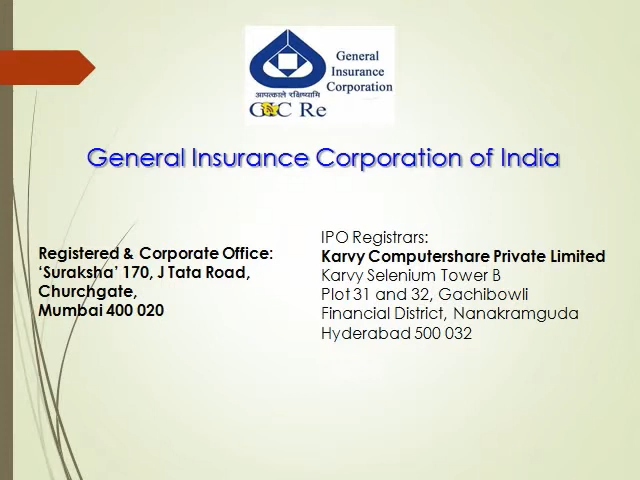 General
Insurance
Corporation
आपत्काले रक्षिष्यामि
GIC Re
General Insurance Corporation of India
Registered & Corporate Office:
‘Suraksha’ 170, J Tata Road,
Churchgate,
Mumbai 400 020
IPO Registrars:
Karvy Computershare Private Limited
Karvy Selenium Tower B
Plot 31 and 32, Gachibowli
Financial District, Nanakramguda
Hyderabad 500 032